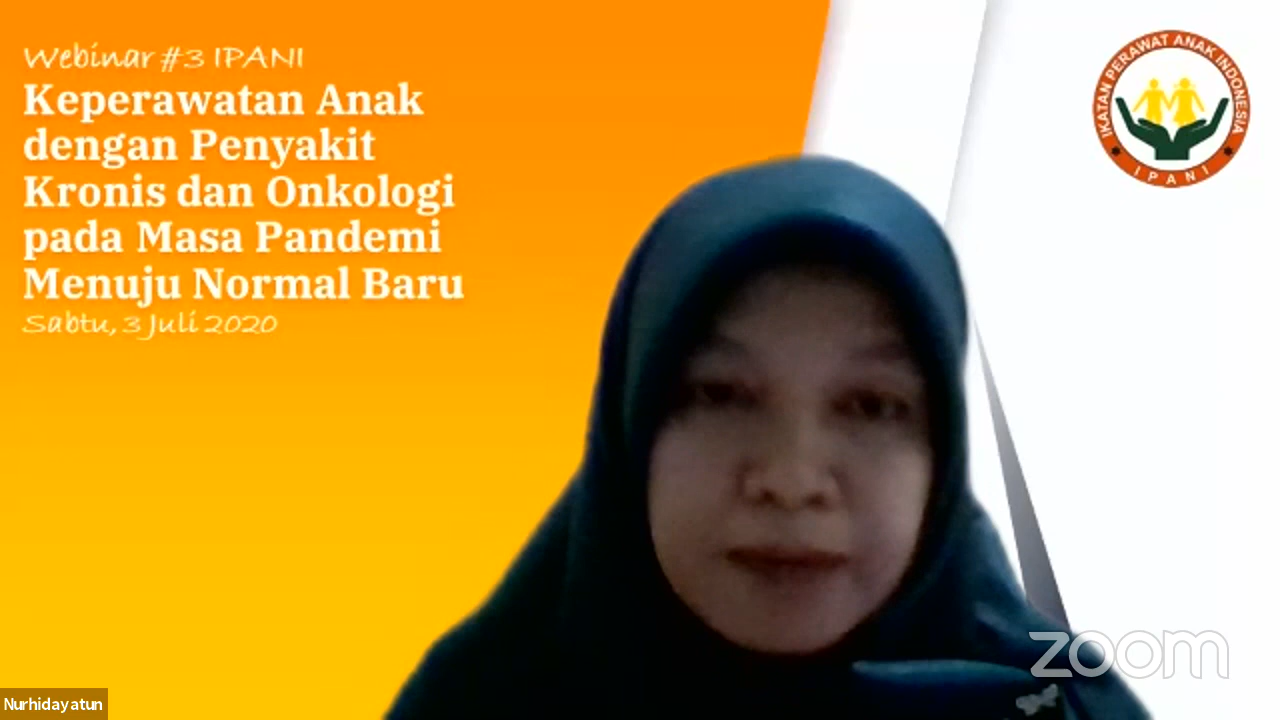 Webinar #3 IPANI
Keperawatan Anak
dengan Penyakit
Kronis dan Onkologi
pada Masa Pandemi
Menuju Normal Baru
Sabtu, 3 Juli 2020
IKATAN PERAWAT ANAK INDONESIA
IPANI
zoom
Nurhidayatun